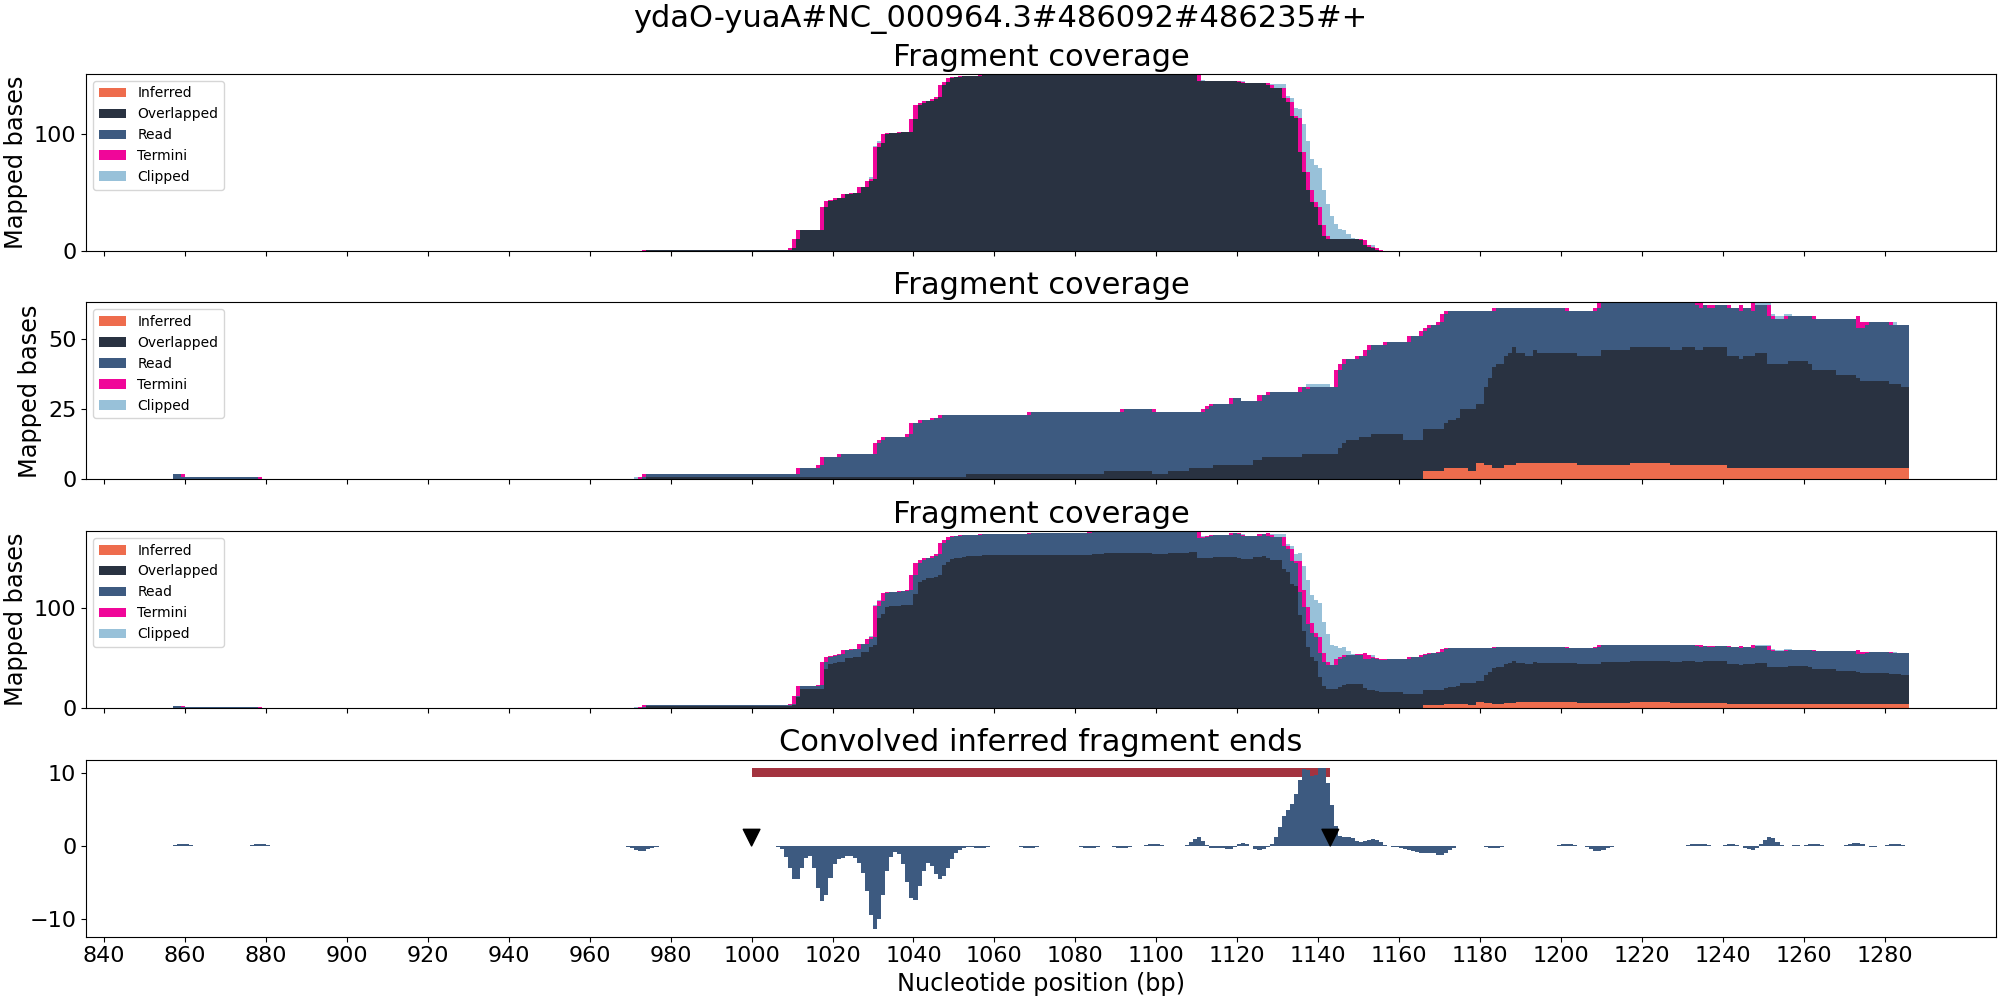 ydaO-yuaA#NC_000964.3#486092#486235#+
Fragment coverage
Mapped bases
100
0
Inferred
Overlapped
Read
Termini
Clipped
Fragment coverage
Mapped bases
50
25
0
Inferred
Overlapped
Read
Termini
Clipped
Fragment coverage
Mapped bases
100
0
Inferred
Overlapped
Read
Termini
Clipped
Convolved inferred fragment ends
10
0
−10
840 860 880 900 920 940 960 980 1000 1020 1040 1060 1080 1100 1120 1140 1160 1180 1200 1220 1240 1260 1280
Nucleotide position (bp)